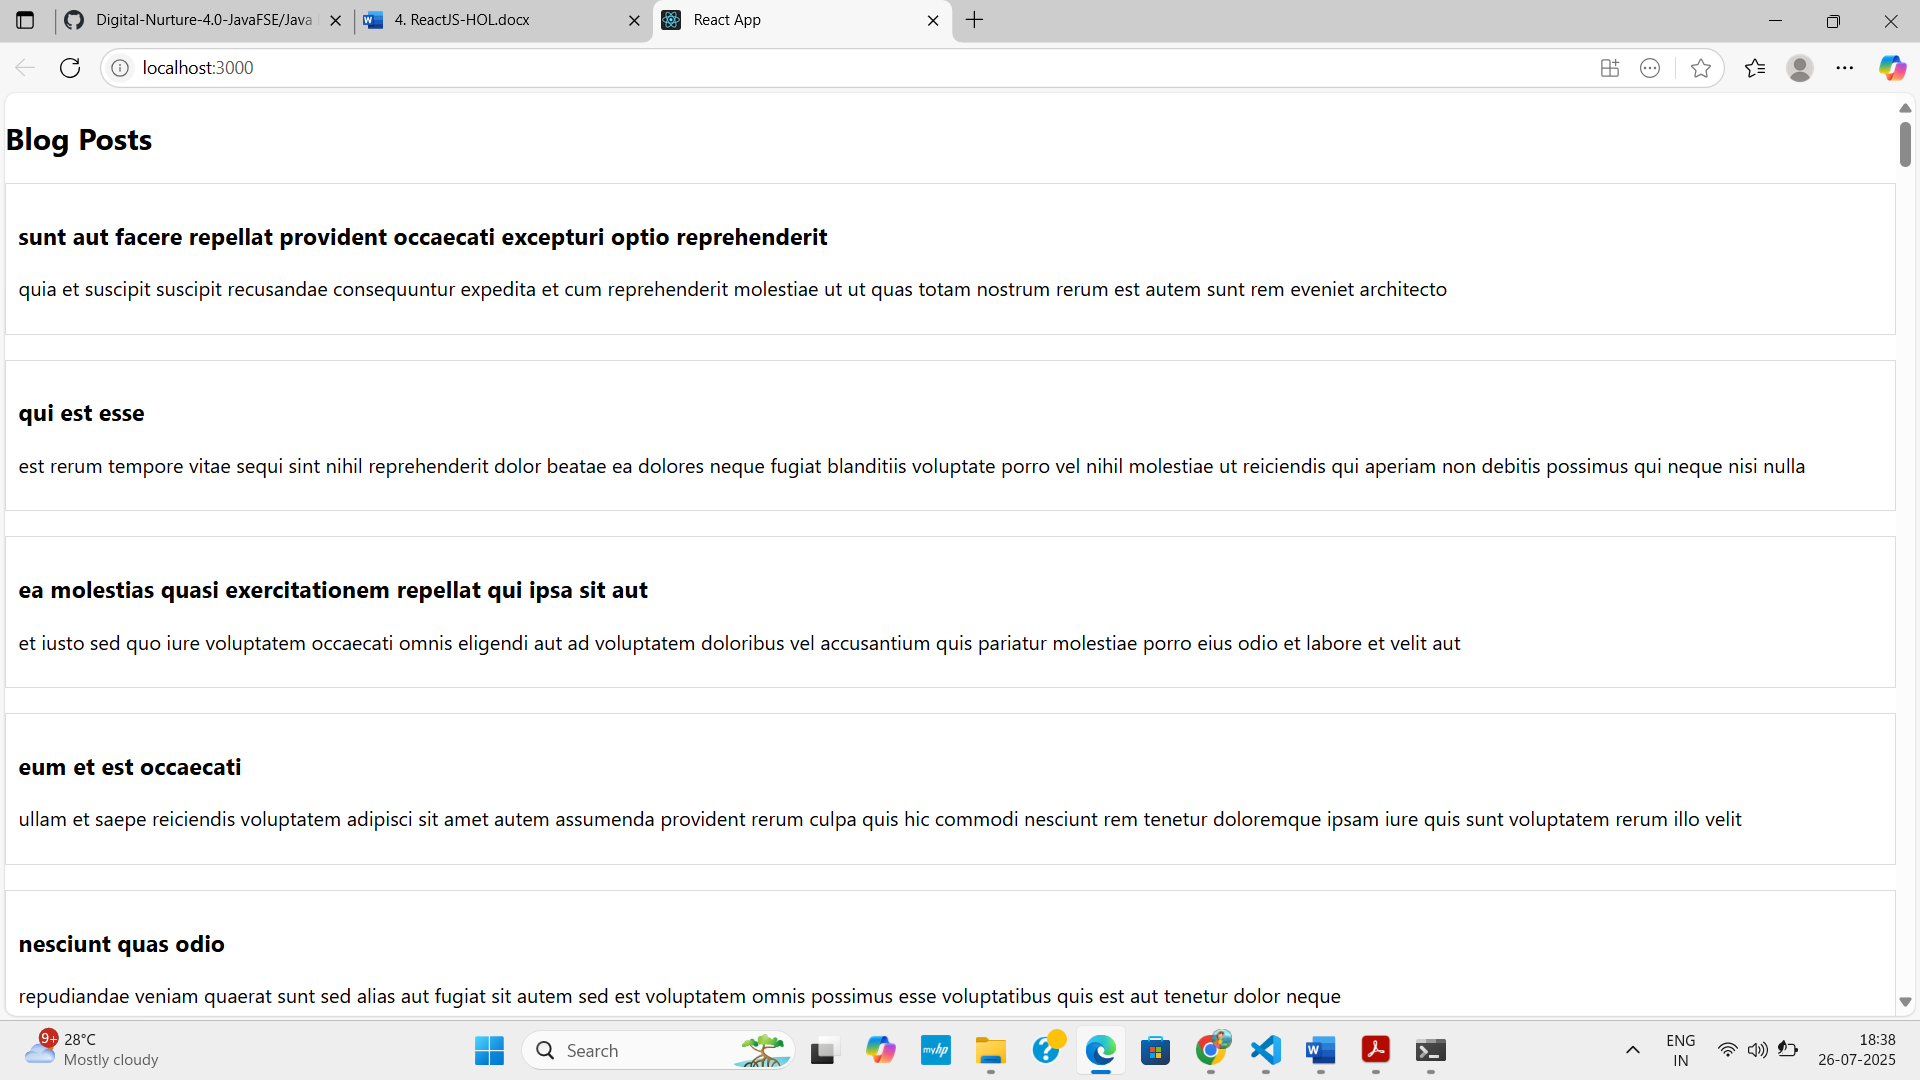 Digital-Nurture-4.0-JavaFSE/Java
4. ReactJS-HOL.docx
React App
localhost:3000
Blog Posts
sunt aut facere repellat provident occaecati excepturi optio reprehenderit
quia et suscipit suscipit recusandae consequuntur expedita et cum reprehenderit molestiae ut ut quas totam nostrum rerum est autem sunt rem eveniet architecto
qui est esse
est rerum tempore vitae sequi sint nihil reprehenderit dolor beatae ea dolores neque fugiat blanditiis voluptate porro vel nihil molestiae ut reiciendis qui aperiam non debitis possimus qui neque nisi nulla
ea molestias quasi exercitationem repellat qui ipsa sit aut
et iusto sed quo iure voluptatem occaecati omnis eligendi aut ad voluptatem doloribus vel accusantium quis pariatur molestiae porro eius odio et labore et velit aut
eum et est occaecati
ullam et saepe reiciendis voluptatem adipisci sit amet autem assumenda provident rerum culpa quis hic commodi nesciunt rem tenetur doloremque ipsam iure quis sunt voluptatem rerum illo velit
nesciunt quas odio
repudiandae veniam quaerat sunt sed alias aut fugiat sit autem sed est voluptatem omnis possimus esse voluptatibus quis est aut tenetur dolor neque
9+
28°C
Mostly cloudy
Search
myhp
ENG
IN
18:38
26-07-2025